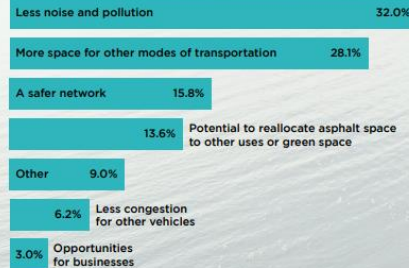 Less noise and pollution 32.0%
More space for other modes of transportation 28.1%
A safer network 15.8%
13.6% Potential to reallocate asphalt space
to other uses or green space
Other 9.0%
6.2% Less congestion
for other vehicles
3.0% Opportunities
for businesses